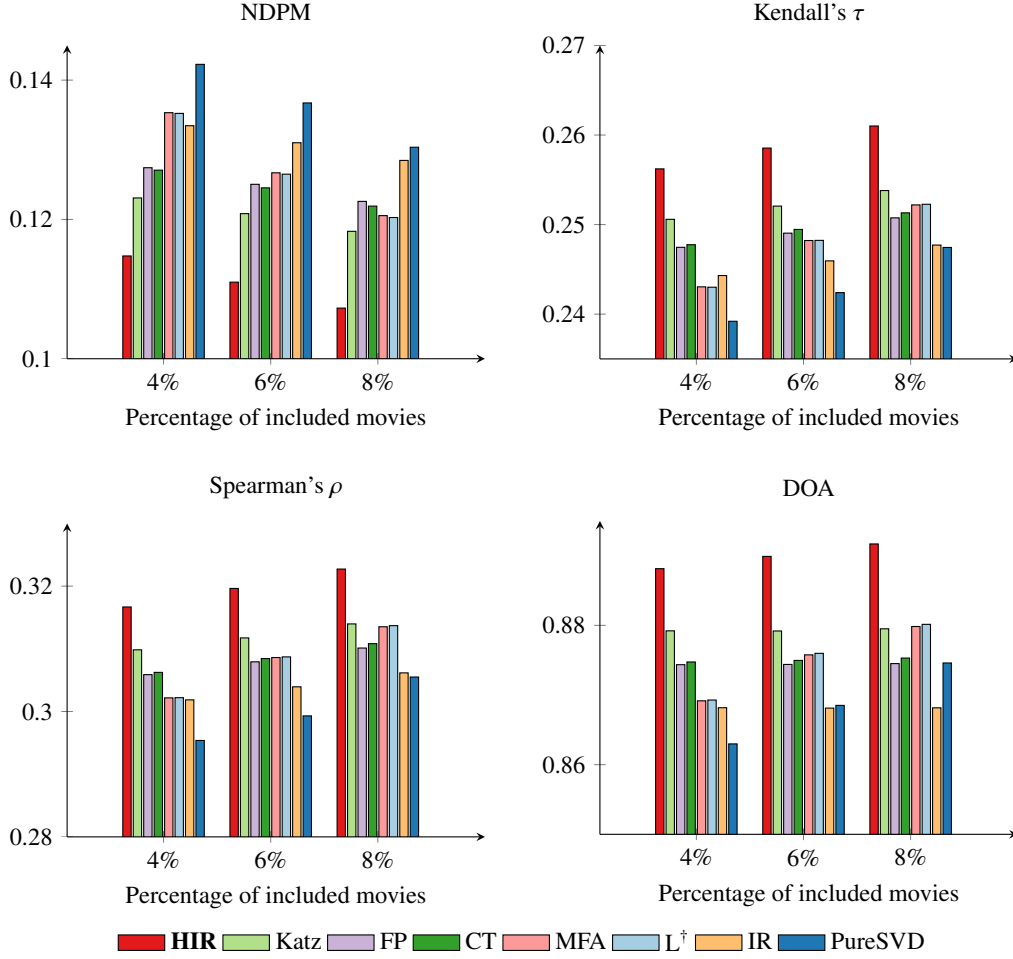 NDPM
0.14
0.12
0.1
4% 6% 8%
Percentage of included movies
Kendall's τ
0.27
0.26
0.25
0.24
4% 6% 8%
Percentage of included movies
Spearman's ρ
0.32
0.3
0.28
4% 6% 8%
Percentage of included movies
DOA
0.88
0.86
4% 6% 8%
Percentage of included movies
HIR Katz FP CT MFA L† IR PureSVD